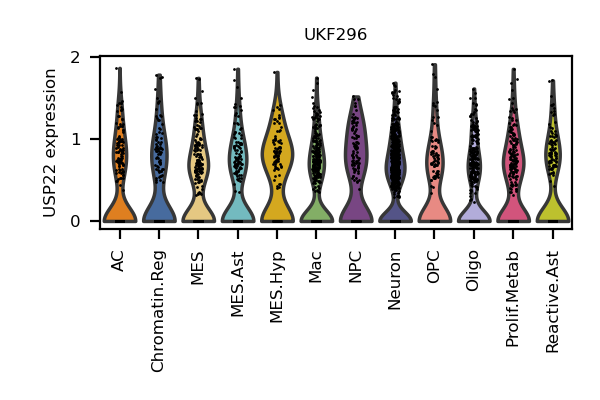 UKF296
USP22 expression
2
1
0
AC
Chromatin.Reg
MES
MES.Ast
MES.Hyp
Mac
NPC
Neuron
OPC
Oligo
Prolif.Metab
Reactive.Ast